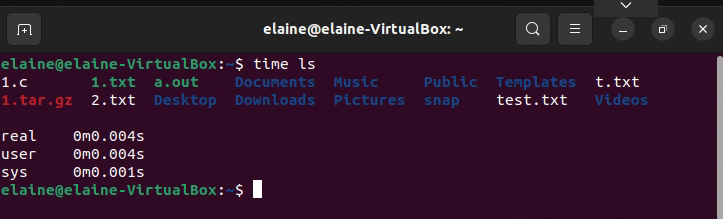 elaine@elaine-VirtualBox: ~
elaine@elaine-VirtualBox:~$ time ls
1.c 1.txt a.out Documents Music Public Templates t.txt
1.tar.gz 2.txt Desktop Downloads Pictures snap test.txt Videos
real 0m0.004s
user 0m0.004s
sys 0m0.001s
elaine@elaine-VirtualBox:~$